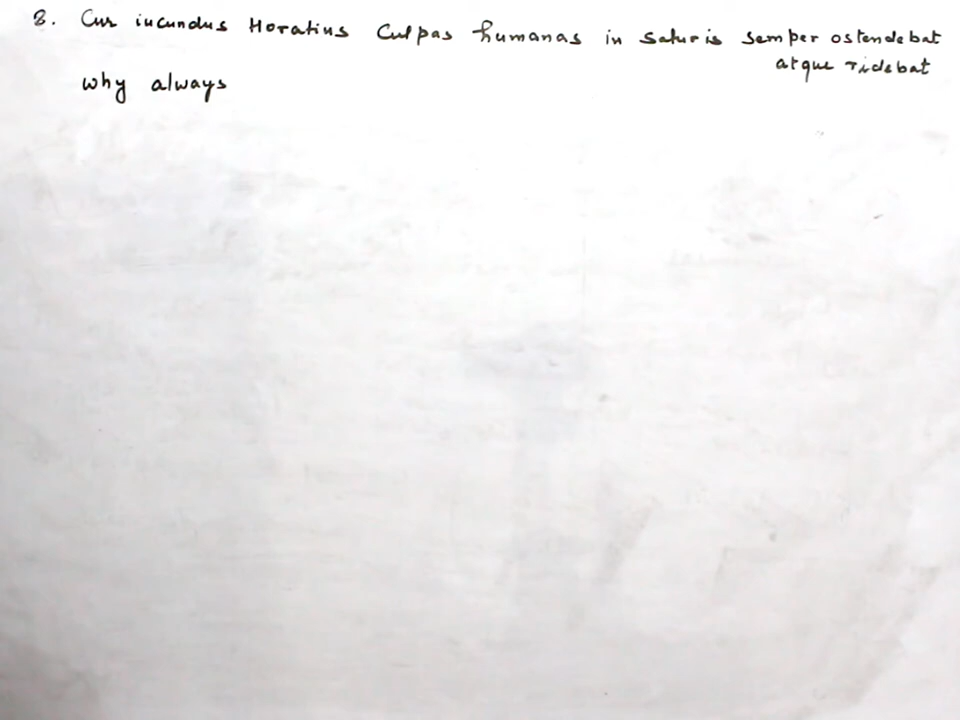 8. Cur iucundus Horatius culpas humanas in saturis semper ostendebat
atque ridebat
why always